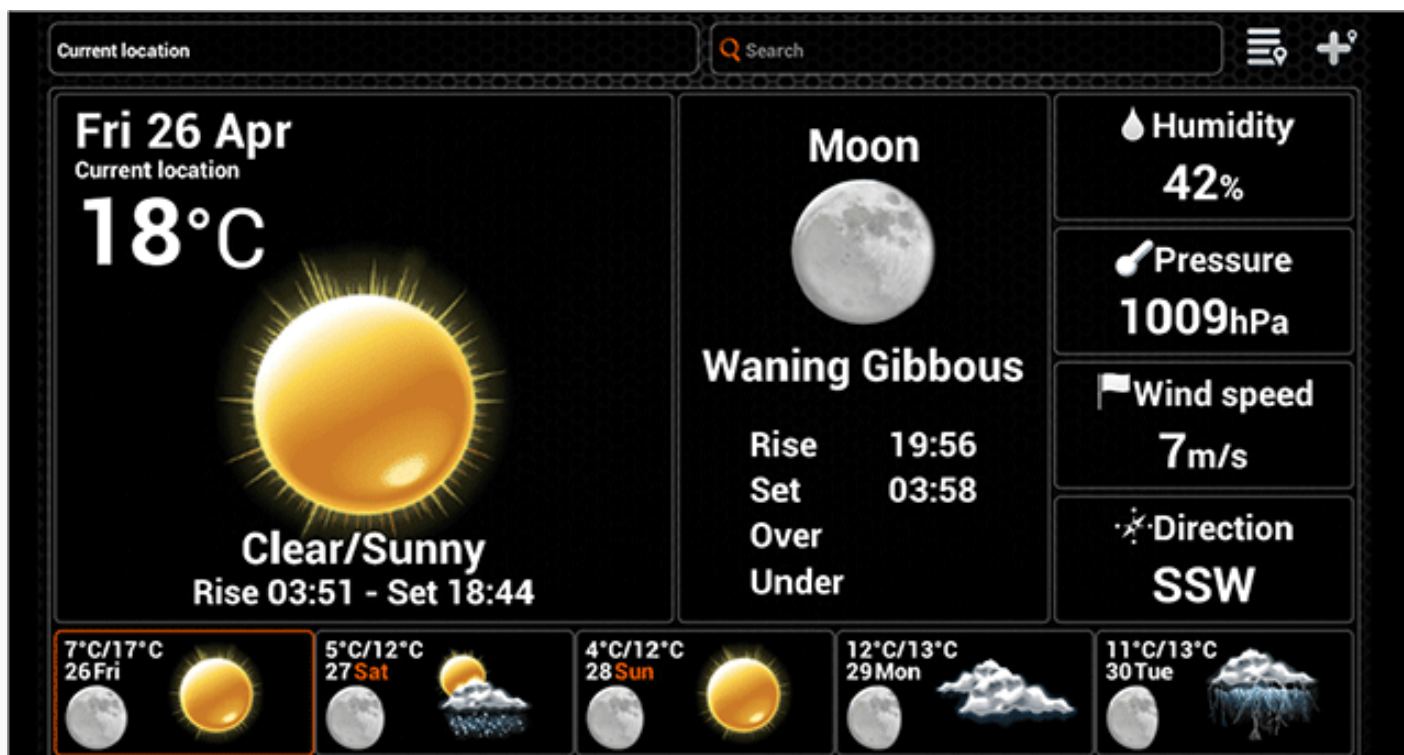 Current location
Search
Fri 26 Apr
Current location
18°C
Clear/Sunny
Rise 03:51 - Set 18:44
Moon
Waning Gibbous
Rise 19:56
Set 03:58
Over
Under
Humidity
42%
Pressure
1009hPa
Wind speed
7m/s
Direction
SSW
7°C/17°C
26 Fri
5°C/12°C
27 Sat
4°C/12°C
28 Sun
12°C/13°C
29 Mon
11°C/13°C
30 Tue